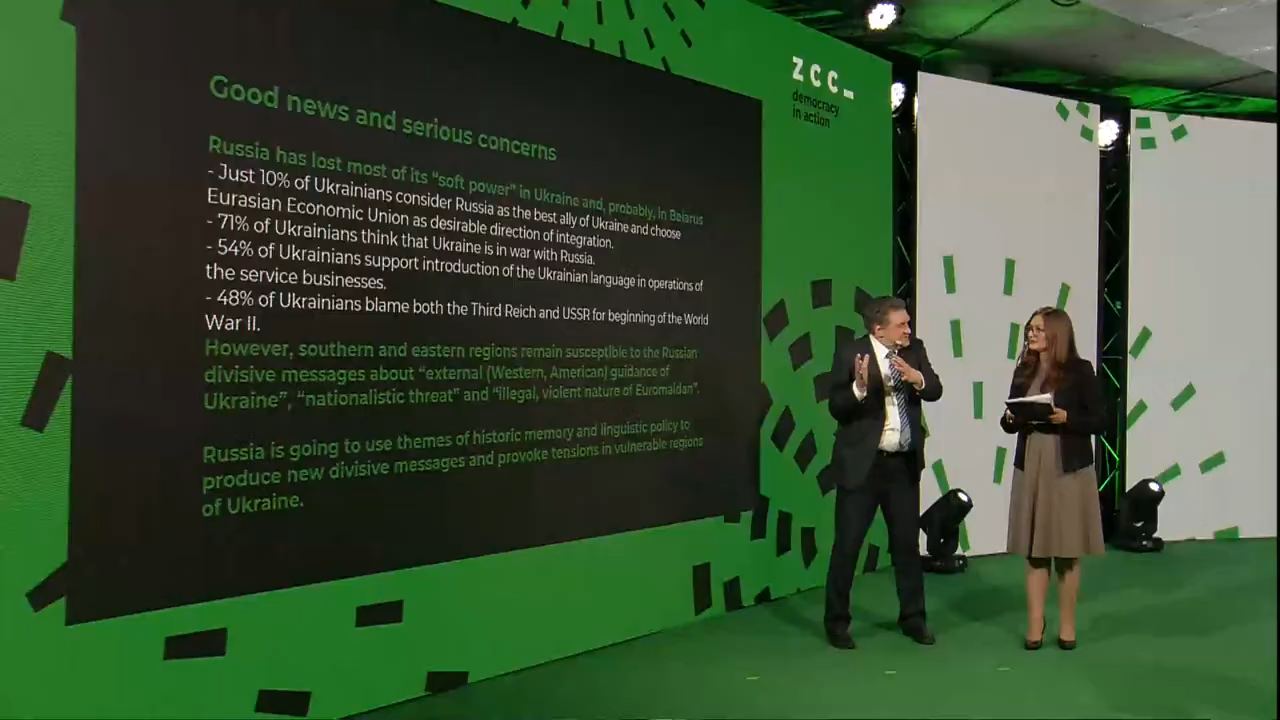 Good news and serious concerns
Russia has lost most of its “soft power” in Ukraine and, probably, in Belarus
- Just 10% of Ukrainians consider Russia as the best ally of Ukraine and choose
Eurasian Economic Union as desirable direction of integration.
- 71% of Ukrainians think that Ukraine is in war with Russia.
- 54% of Ukrainians support introduction of the Ukrainian language in operations of
the service businesses.
- 48% of Ukrainians blame both the Third Reich and USSR for beginning of the World
War II.
However, southern and eastern regions remain susceptible to the Russian
divisive messages about “external (Western, American) guidance of
Ukraine”, “nationalistic threat” and “illegal, violent nature of Euromaidan”.
Russia is going to use themes of historic memory and linguistic policy to
produce new divisive messages and provoke tensions in vulnerable regions
of Ukraine.
zcc_
democracy
in action